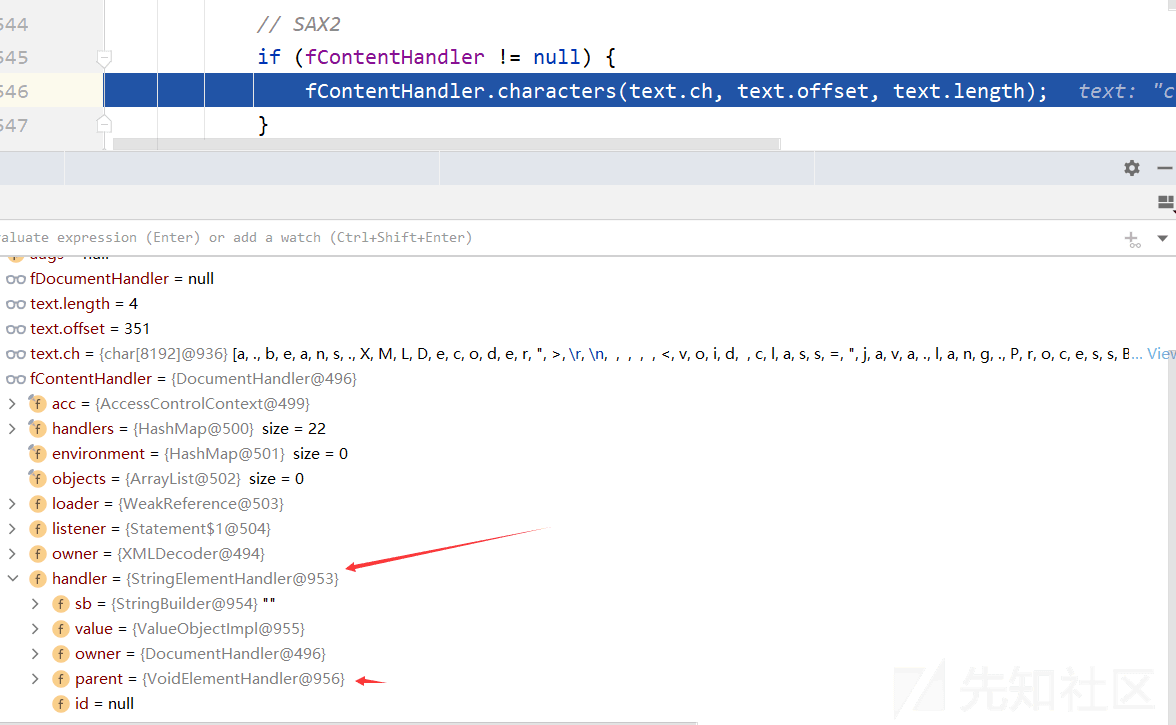 544 // SAX2
545 if (fContentHandler != null) {
546 fContentHandler.characters(text.ch, text.offset, text.length); text: "c
547 }
aluate expression (Enter) or add a watch (Ctrl+Shift+Enter)
augs = null
fDocumentHandler = null
text.length = 4
text.offset = 351
text.ch = {char[8192]@936} [a, ., b, e, a, n, s, ., X, M, L, D, e, c, o, d, e, r, ", >, \r, \n, , , , , <, v, o, i, d, , c, l, a, s, s, =, ", j, a, v, a, ., l, a, n, g, ., P, r, o, c, e, s, s, B... View
fContentHandler = {DocumentHandler@496}
f acc = {AccessControlContext@499}
f handlers = {HashMap@500} size = 22
f environment = {HashMap@501} size = 0
f objects = {ArrayList@502} size = 0
f loader = {WeakReference@503}
f listener = {Statement$1@504}
f owner = {XMLDecoder@494}
f handler = {StringElementHandler@953}
f sb = {StringBuilder@954} ""
f value = {ValueObjectImpl@955}
f owner = {DocumentHandler@496}
f parent = {VoidElementHandler@956}
f id = null
先知社区